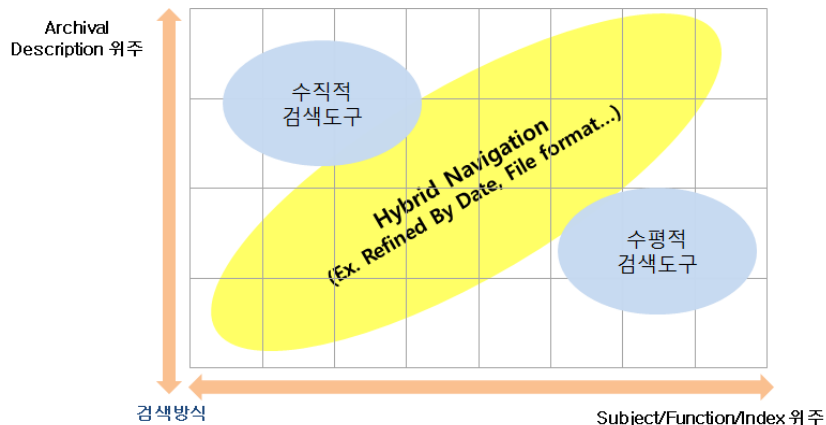 Archival
Description 위주
수직적
검색도구
Hybrid Navigation
(Ex. Refined By Date, File format...)
수평적
검색도구
검색방식
Subject/Function/Index 위주